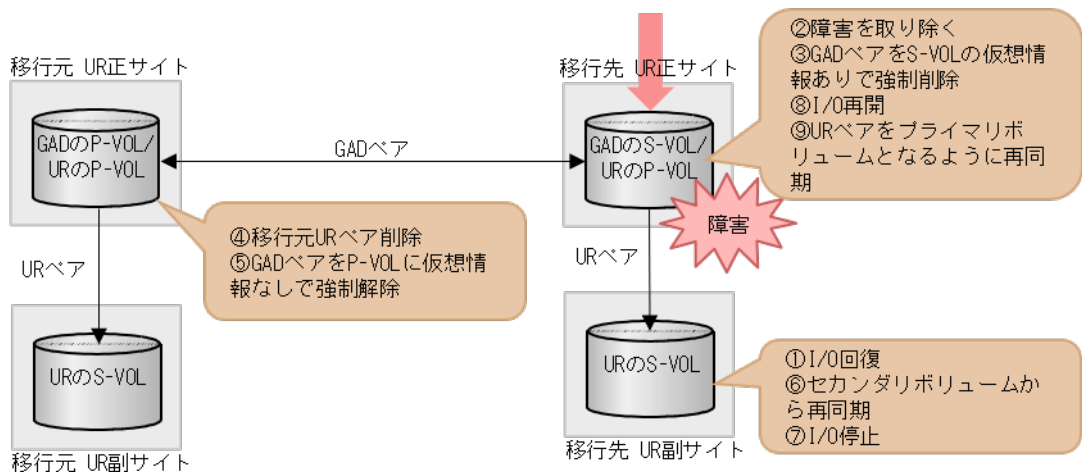 移行元 UR正サイト
GADのP-VOL/
URのP-VOL
GADペア
移行先 UR正サイト
GADのS-VOL/
URのP-VOL
障害
②障害を取り除く
③GADペアをS-VOLの仮想情
報ありで強制削除
⑧I/O再開
⑨URペアをプライマリボ
リュームとなるように再同
期
④移行元URペア削除
⑤GADペアをP-VOLに仮想情
報なしで強制解除
URペア
URペア
URのS-VOL
移行元 UR副サイト
URのS-VOL
移行先 UR副サイト
①I/O回復
⑥セカンダリボリュームか
ら再同期
⑦I/O停止